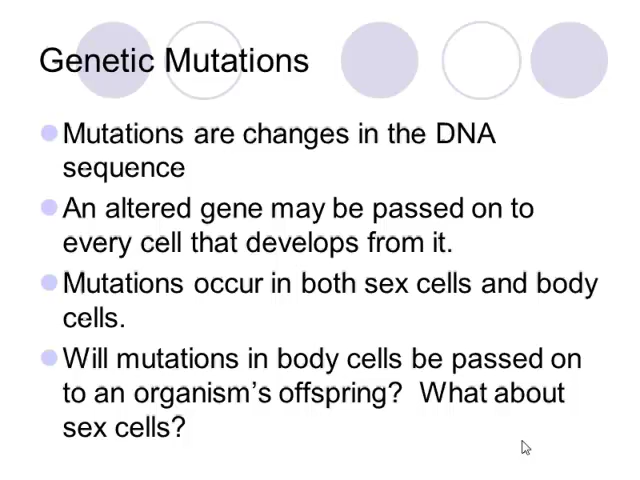 Genetic Mutations
Mutations are changes in the DNA
sequence
An altered gene may be passed on to
every cell that develops from it.
Mutations occur in both sex cells and body
cells.
Will mutations in body cells be passed on
to an organism's offspring?  What about
sex cells?